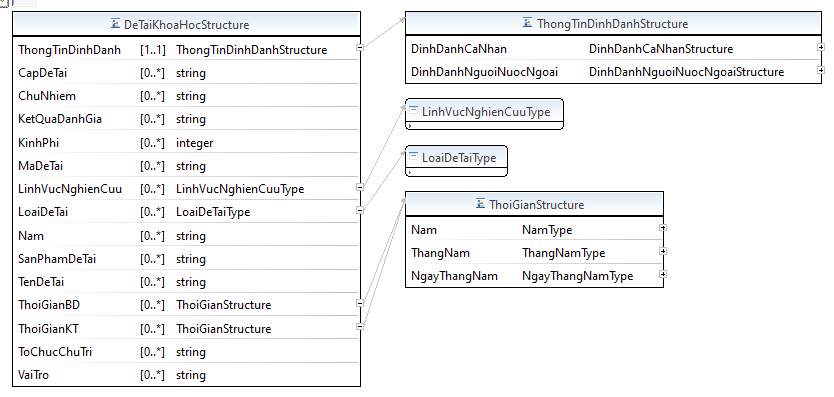 DeTaiKhoaHocStructure
ThongTinDinhDanh [1..1] ThongTinDinhDanhStructure
CapDeTai [0..*] string
ChuNhiem [0..*] string
KetQuaDanhGia [0..*] string
KinhPhi [0..*] integer
MaDeTai [0..*] string
LinhVucNghienCuu [0..*] LinhVucNghienCuuType
LoaiDeTai [0..*] LoaiDeTaiType
Nam [0..*] string
SanPhamDeTai [0..*] string
TenDeTai [0..*] string
ThoiGianBD [0..*] ThoiGianStructure
ThoiGianKT [0..*] ThoiGianStructure
ToChucChuTri [0..*] string
VaiTro [0..*] string
ThongTinDinhDanhStructure
DinhDanhCaNhan DinhDanhCaNhanStructure
DinhDanhNguoiNuocNgoai DinhDanhNguoiNuocNgoaiStructure
LinhVucNghienCuuType
LoaiDeTaiType
ThoiGianStructure
Nam NamType
ThangNam ThangNamType
NgayThangNam NgayThangNamType